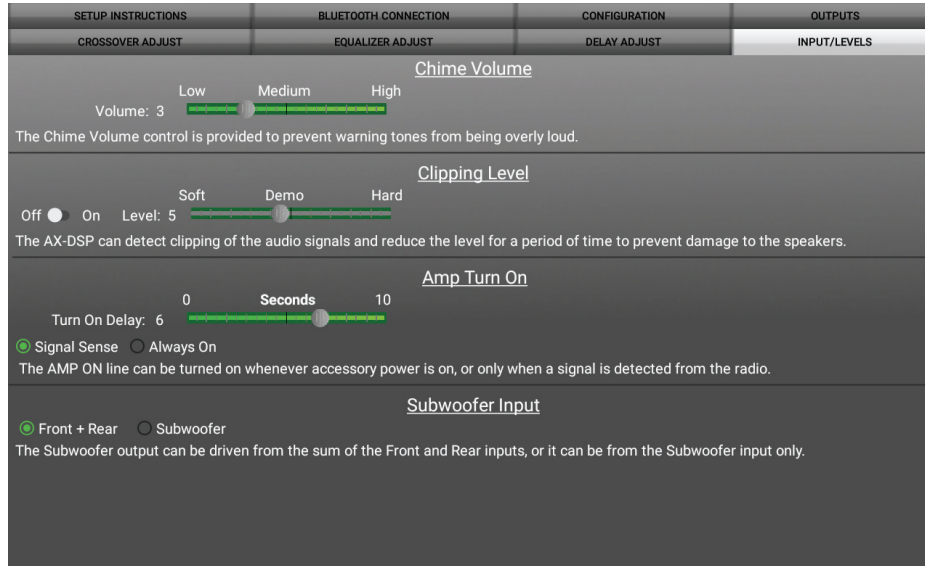 SETUP INSTRUCTIONS BLUETOOTH CONNECTION CONFIGURATION OUTPUTS
CROSSOVER ADJUST EQUALIZER ADJUST DELAY ADJUST INPUT/LEVELS
Chime Volume
Low Medium High
Volume: 3
The Chime Volume control is provided to prevent warning tones from being overly loud.
Clipping Level
Soft Demo Hard
Off On Level: 5
The AX-DSP can detect clipping of the audio signals and reduce the level for a period of time to prevent damage to the speakers.
Amp Turn On
0 Seconds 10
Turn On Delay: 6
Signal Sense Always On
The AMP ON line can be turned on whenever accessory power is on, or only when a signal is detected from the radio.
Subwoofer Input
Front + Rear Subwoofer
The Subwoofer output can be driven from the sum of the Front and Rear inputs, or it can be from the Subwoofer input only.